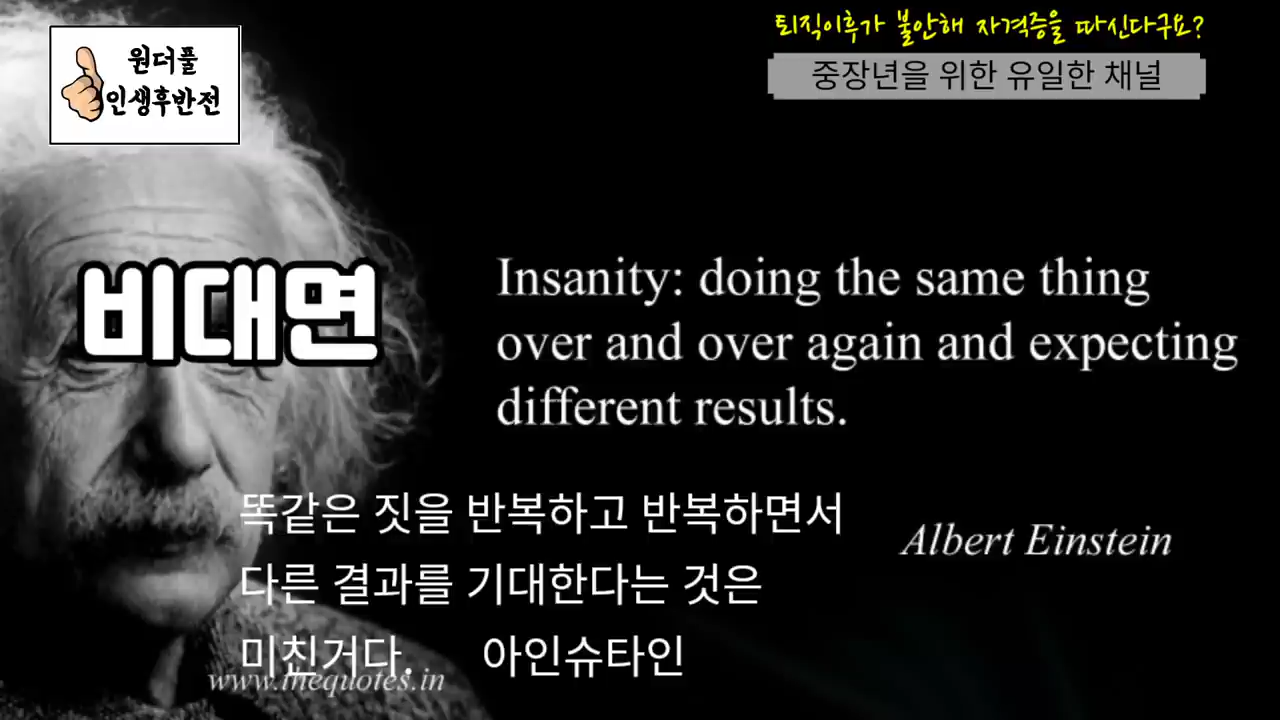 원더풀
인생후반전
퇴직이후가 불안해 자격증을 따신다구요?
중장년을 위한 유일한 채널
비대면
Insanity: doing the same thing
over and over again and expecting
different results.
Albert Einstein
똑같은 짓을 반복하고 반복하면서
다른 결과를 기대한다는 것은
미친거다. 아인슈타인
www.inequotes.in